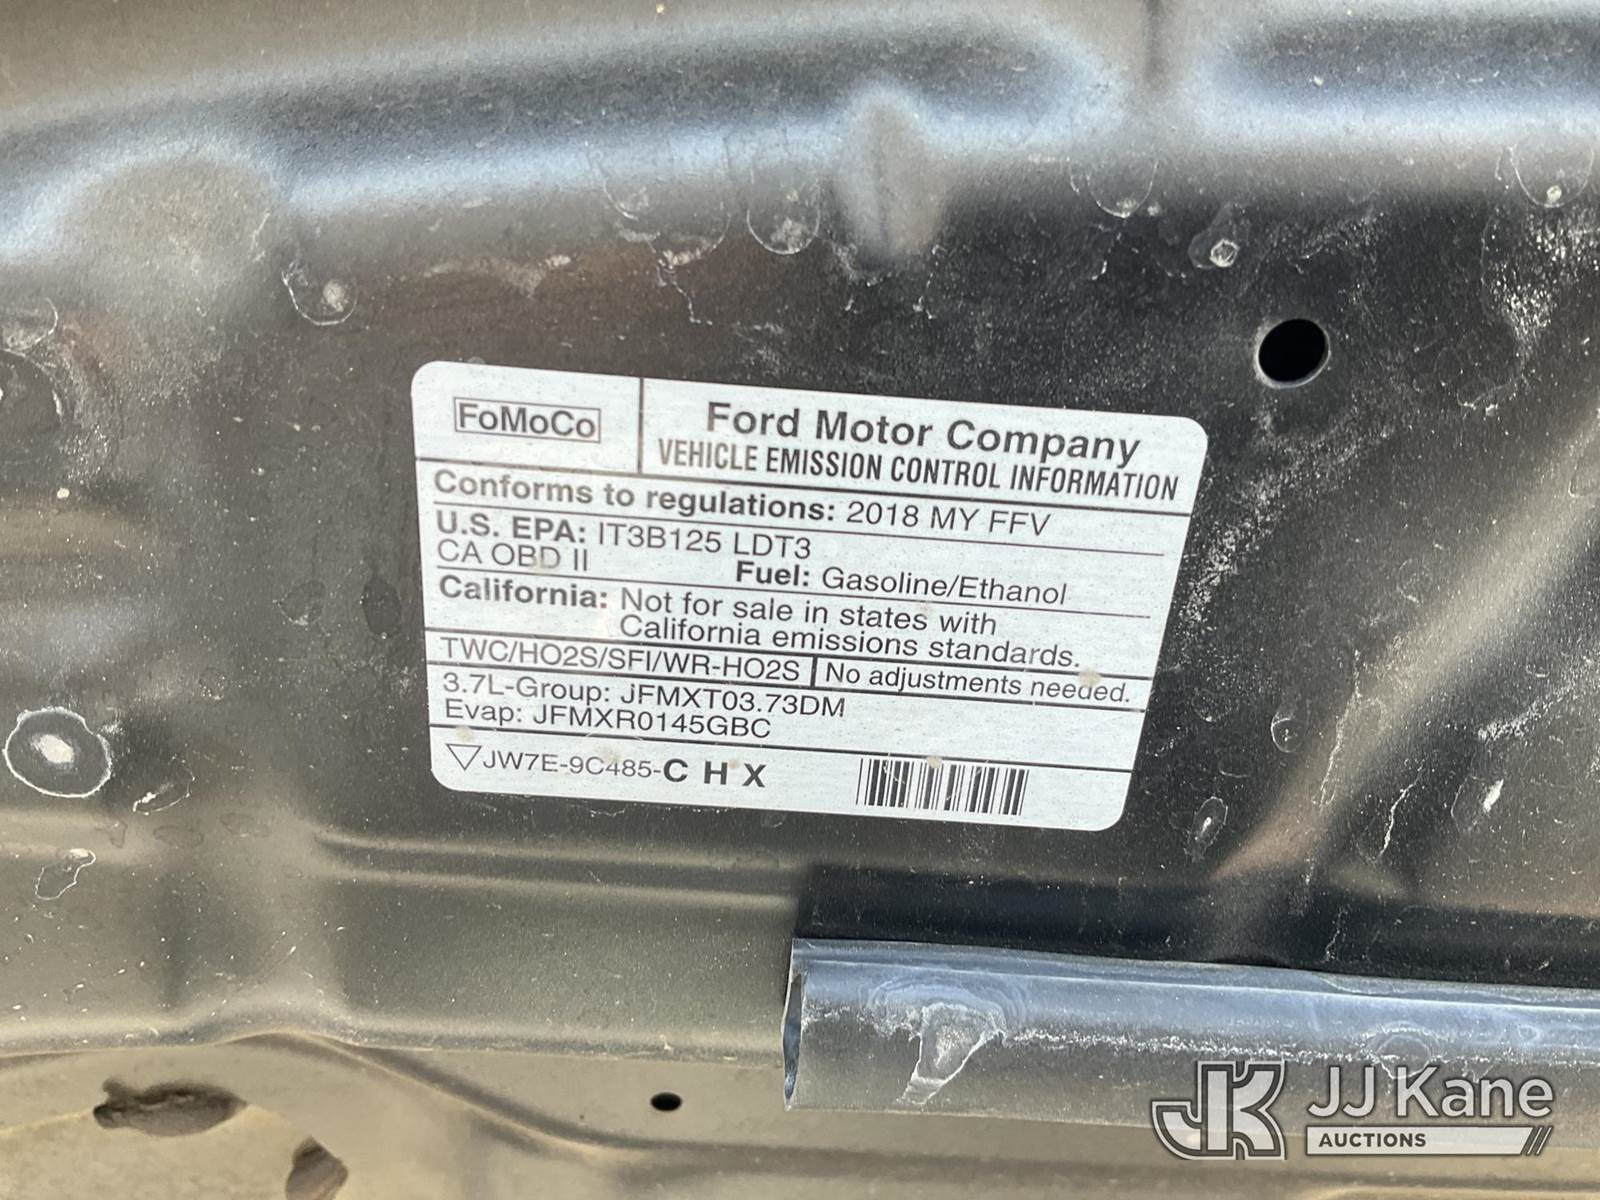 FoMoCo
Ford Motor Company
VEHICLE EMISSION CONTROL INFORMATION
Conforms to regulations: 2018 MY FFV
U.S. EPA: IT3B125 LDT3
CA OBD II
Fuel: Gasoline/Ethanol
California: Not for sale in states with
California emissions standards.
TWC/HO2S/SFI/WR-HO2S
No adjustments needed.
3.7L-Group: JFMXT03.73DM
Evap: JFMXR0145GBC
JW7E-9C485-C H X
JK
JJ Kane
AUCTIONS